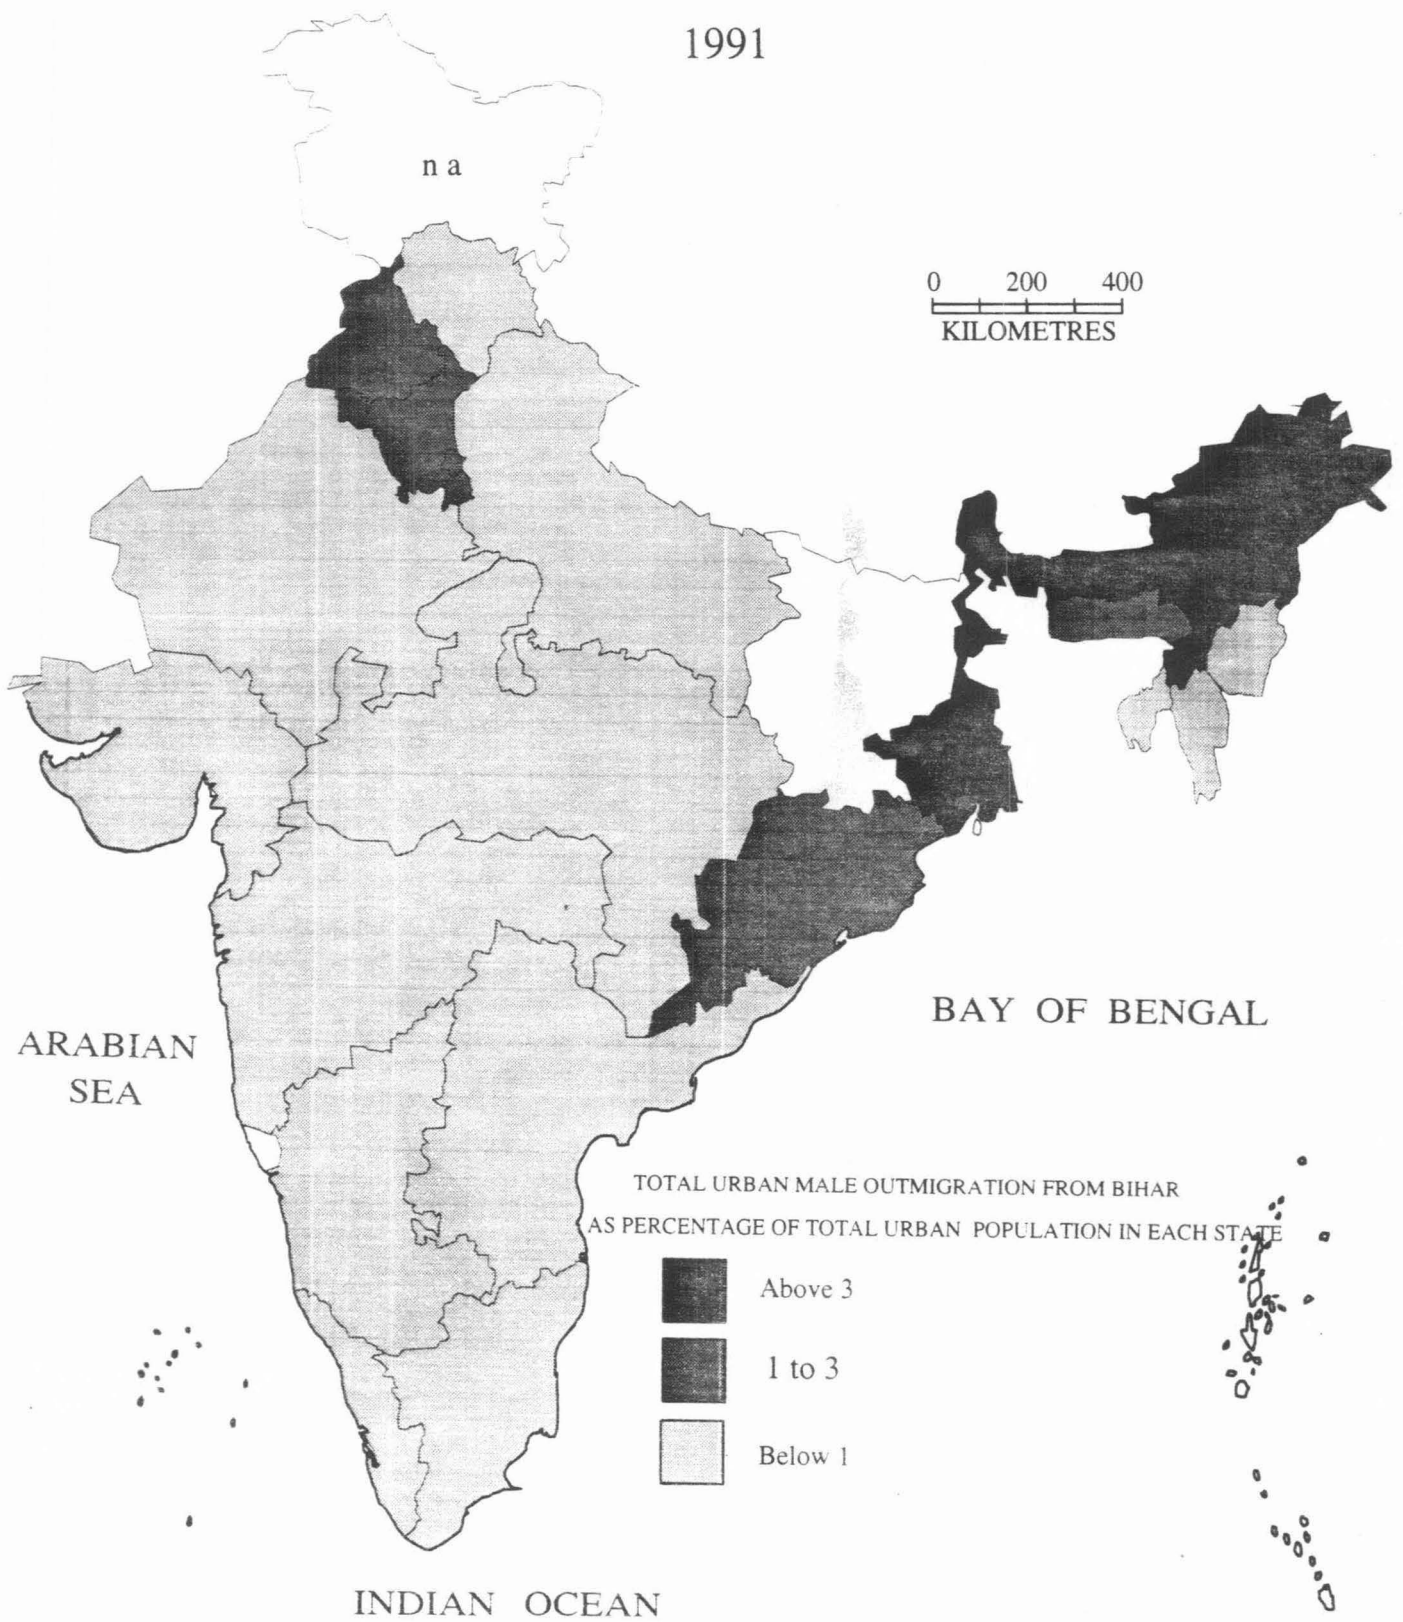 1991
n a
0 200 400
KILOMETRES
BAY OF BENGAL
ARABIAN
SEA
TOTAL URBAN MALE OUTMIGRATION FROM BIHAR
AS PERCENTAGE OF TOTAL URBAN POPULATION IN EACH STATE
Above 3
1 to 3
Below 1
INDIAN OCEAN